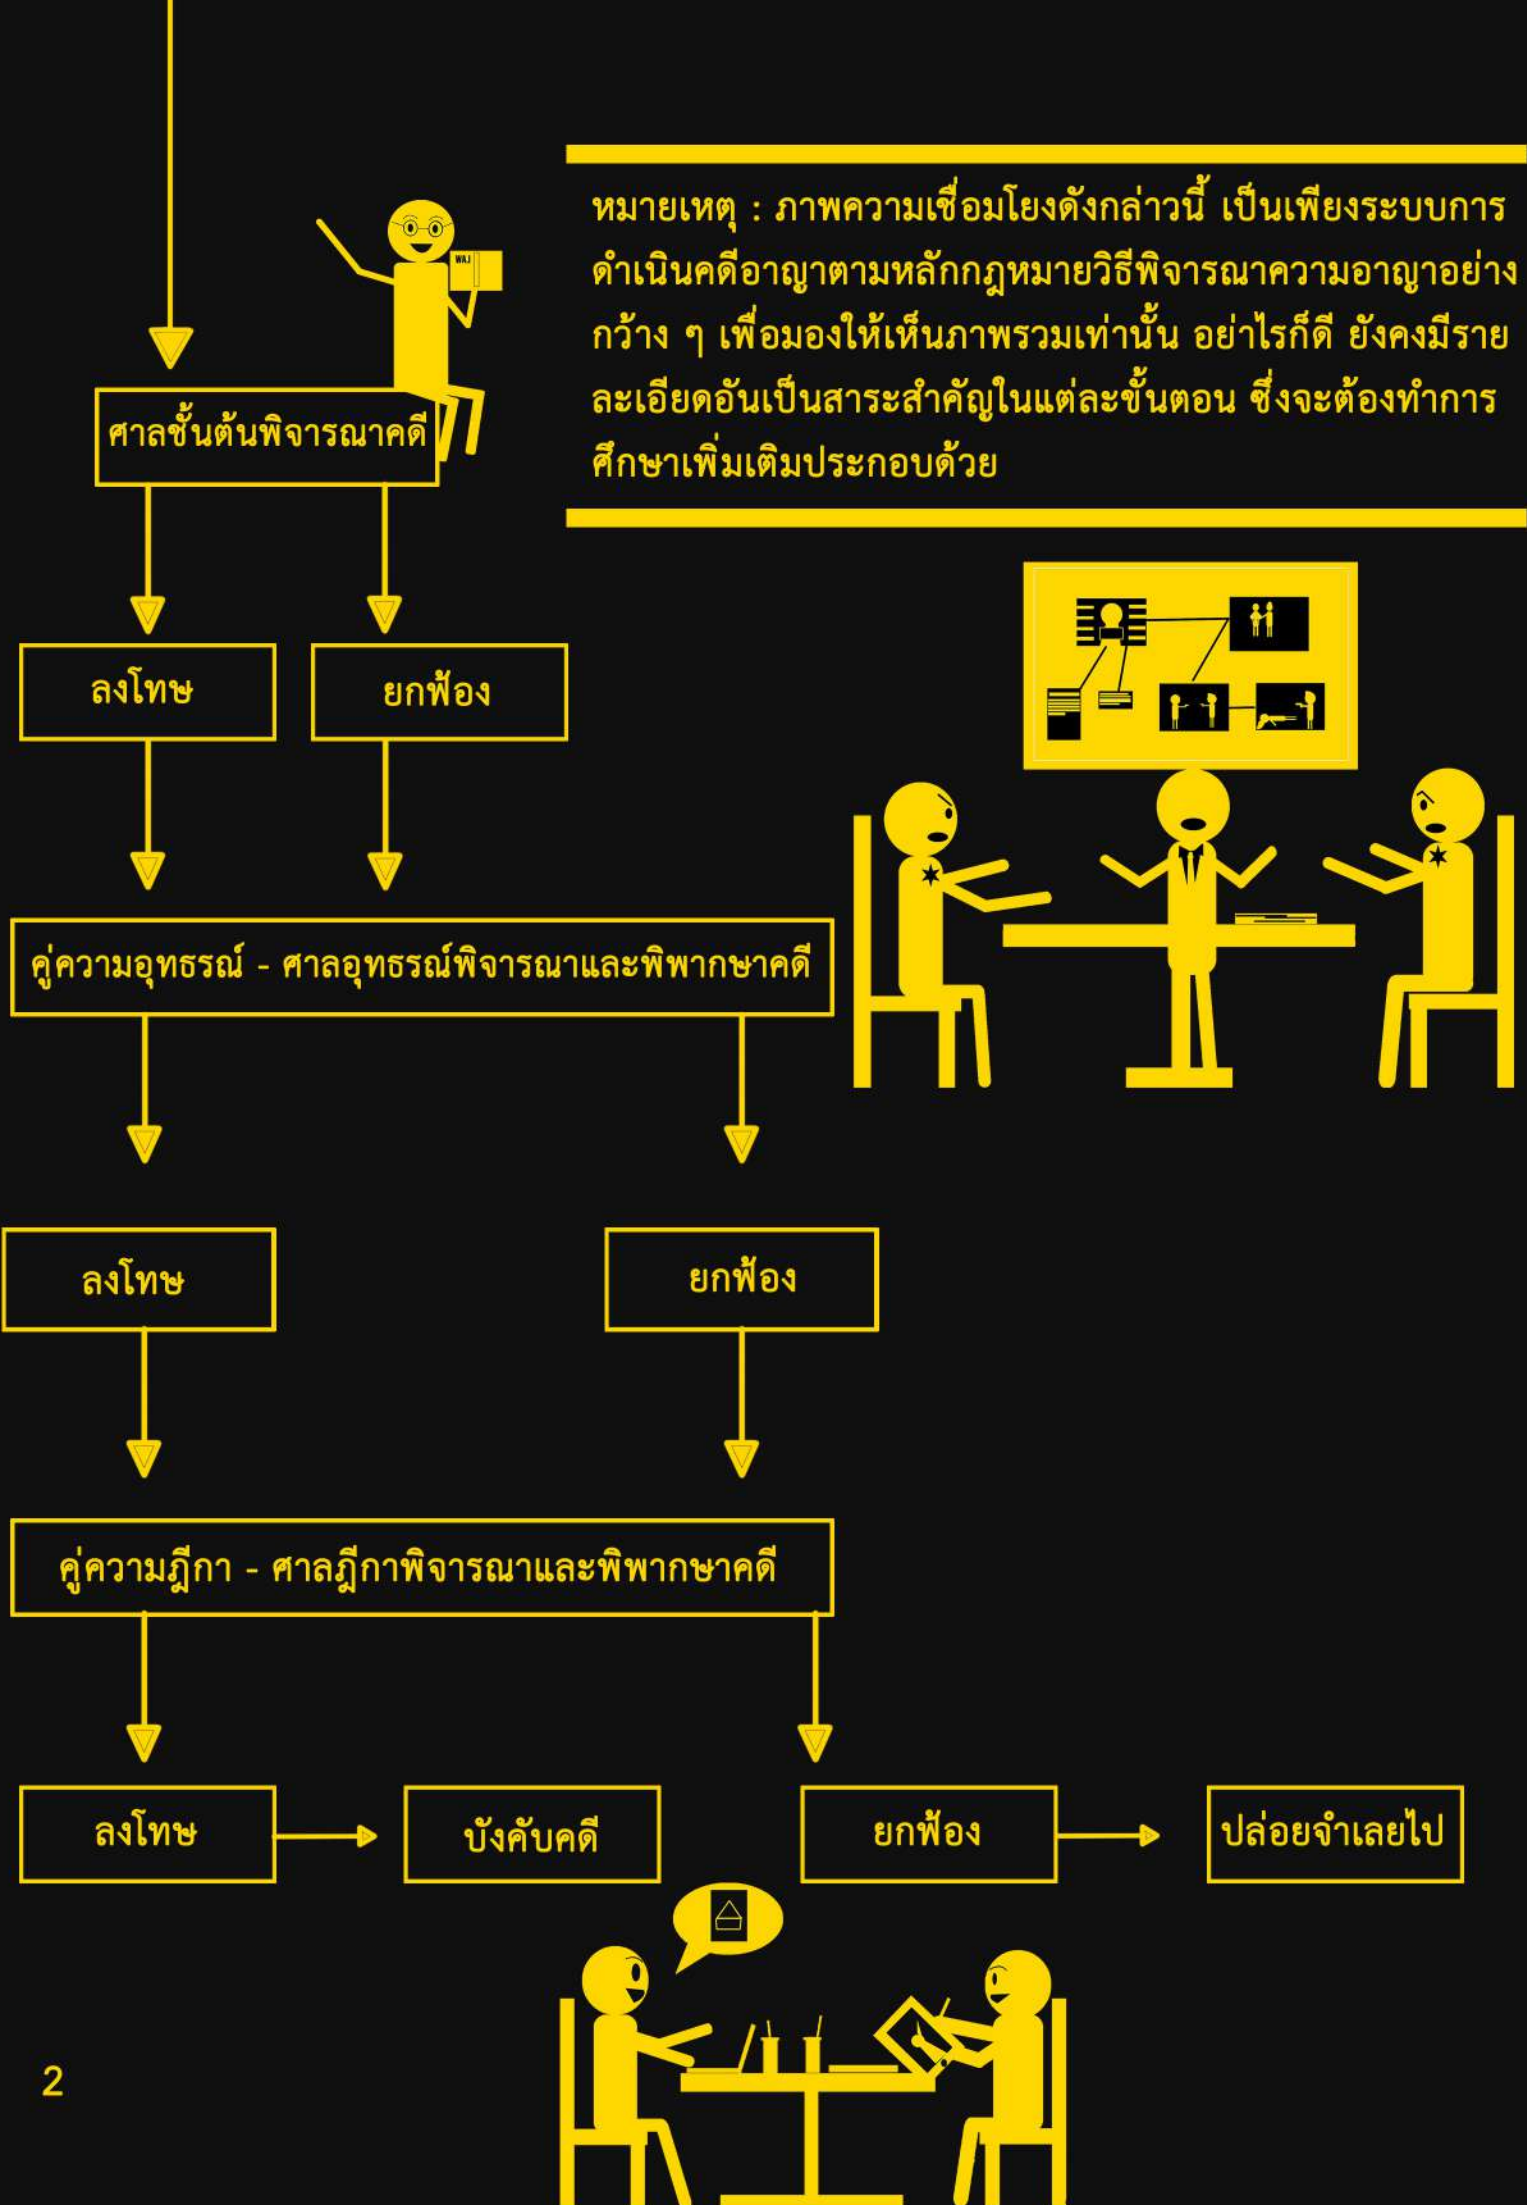 หมายเหตุ : ภาพความเชื่อมโยงดังกล่าวนี้ เป็นเพียงระบบการ
ดำเนินคดีอาญาตามหลักกฎหมายวิธีพิจารณาความอาญาอย่าง
กว้าง ๆ เพื่อมองให้เห็นภาพรวมเท่านั้น อย่างไรก็ดี ยังคงมีราย
ละเอียดอันเป็นสาระสำคัญในแต่ละขั้นตอน ซึ่งจะต้องทำการ
ศึกษาเพิ่มเติมประกอบด้วย
WAJ
ศาลชั้นต้นพิจารณาคดี
ลงโทษ
ยกฟ้อง
คู่ความอุทธรณ์ - ศาลอุทธรณ์พิจารณาและพิพากษาคดี
ลงโทษ
ยกฟ้อง
คู่ความฎีกา - ศาลฎีกาพิจารณาและพิพากษาคดี
ลงโทษ
บังคับคดี
ยกฟ้อง
ปล่อยจำเลยไป
2